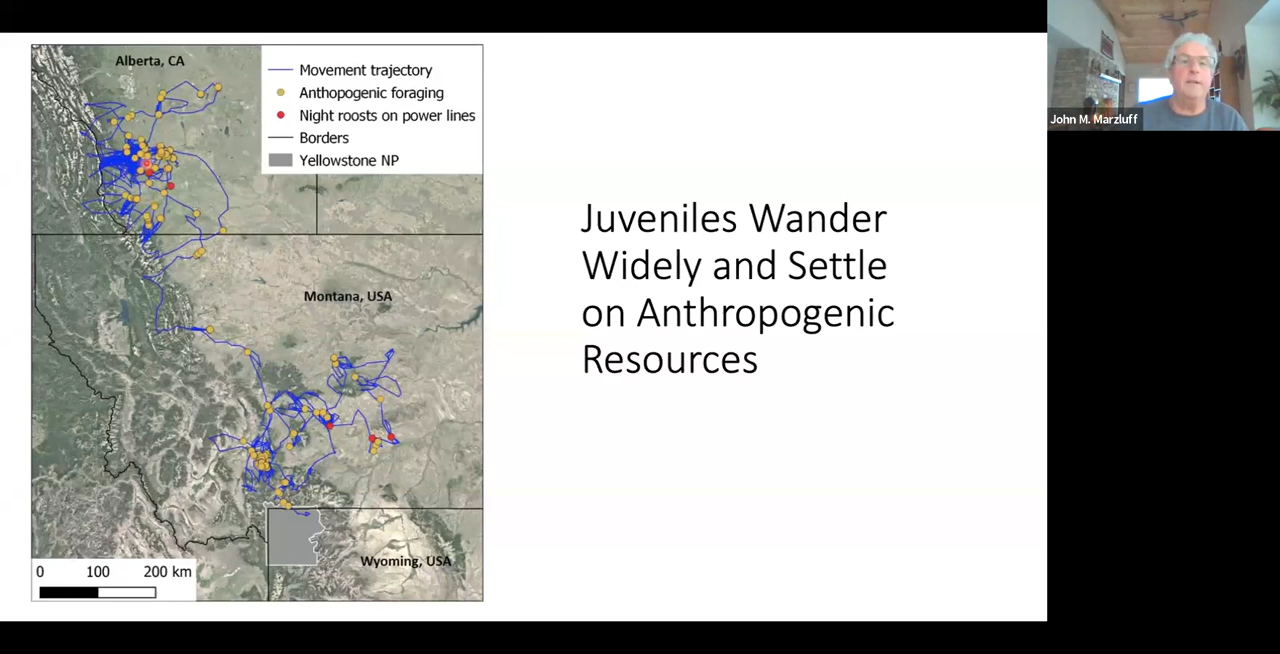 Alberta, CA
Movement trajectory
Anthopogenic foraging
Night roosts on power lines
Borders
Yellowstone NP
Montana, USA
Wyoming, USA
0 100 200 km
Juveniles Wander
Widely and Settle
on Anthropogenic
Resources
John M. Marzluff